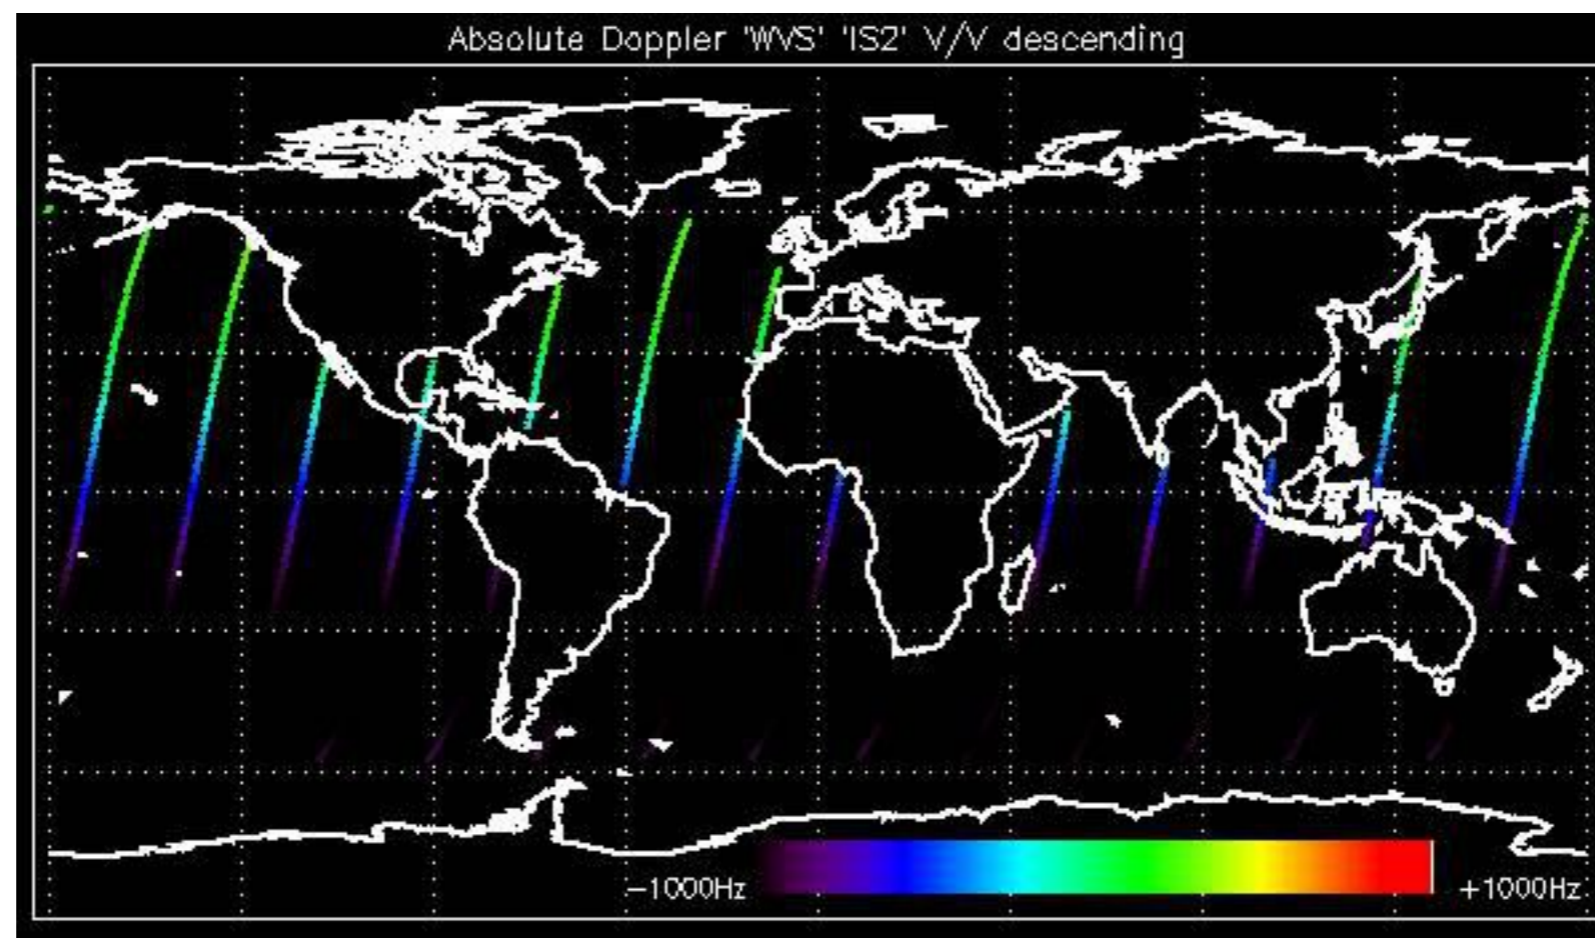 Absolute Doppler 'WVS' 'IS2' V/V descending
−1000Hz +1000Hz